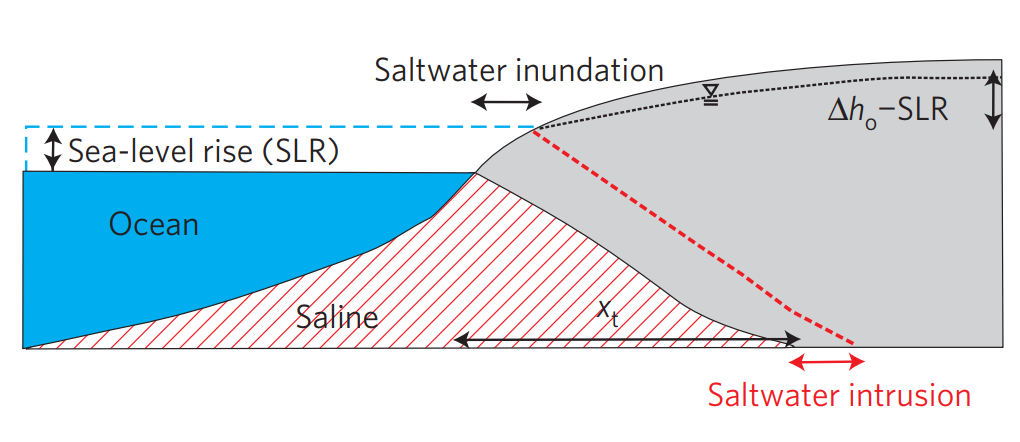 Saltwater inundation
Δhₒ–SLR
Sea-level rise (SLR)
Ocean
Saline
xₜ
Saltwater intrusion